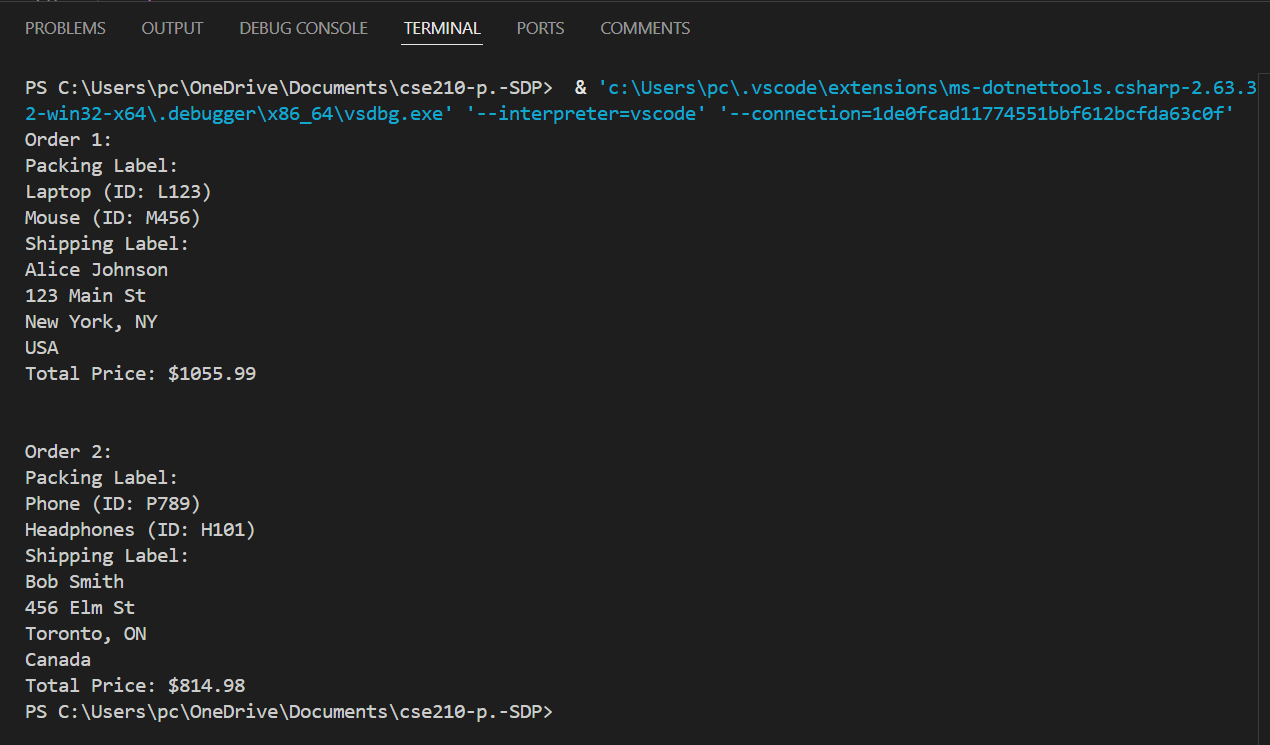 PROBLEMS OUTPUT DEBUG CONSOLE TERMINAL PORTS COMMENTS
PS C:\Users\pc\OneDrive\Documents\cse210-p.-SDP>  & 'c:\Users\pc\.vscode\extensions\ms-dotnettools.csharp-2.63.3
2-win32-x64\.debugger\x86_64\vsdbg.exe' '--interpreter=vscode' '--connection=1de0fcad11774551bbf612bcfda63c0f'
Order 1:
Packing Label:
Laptop (ID: L123)
Mouse (ID: M456)
Shipping Label:
Alice Johnson
123 Main St
New York, NY
USA
Total Price: $1055.99
Order 2:
Packing Label:
Phone (ID: P789)
Headphones (ID: H101)
Shipping Label:
Bob Smith
456 Elm St
Toronto, ON
Canada
Total Price: $814.98
PS C:\Users\pc\OneDrive\Documents\cse210-p.-SDP>